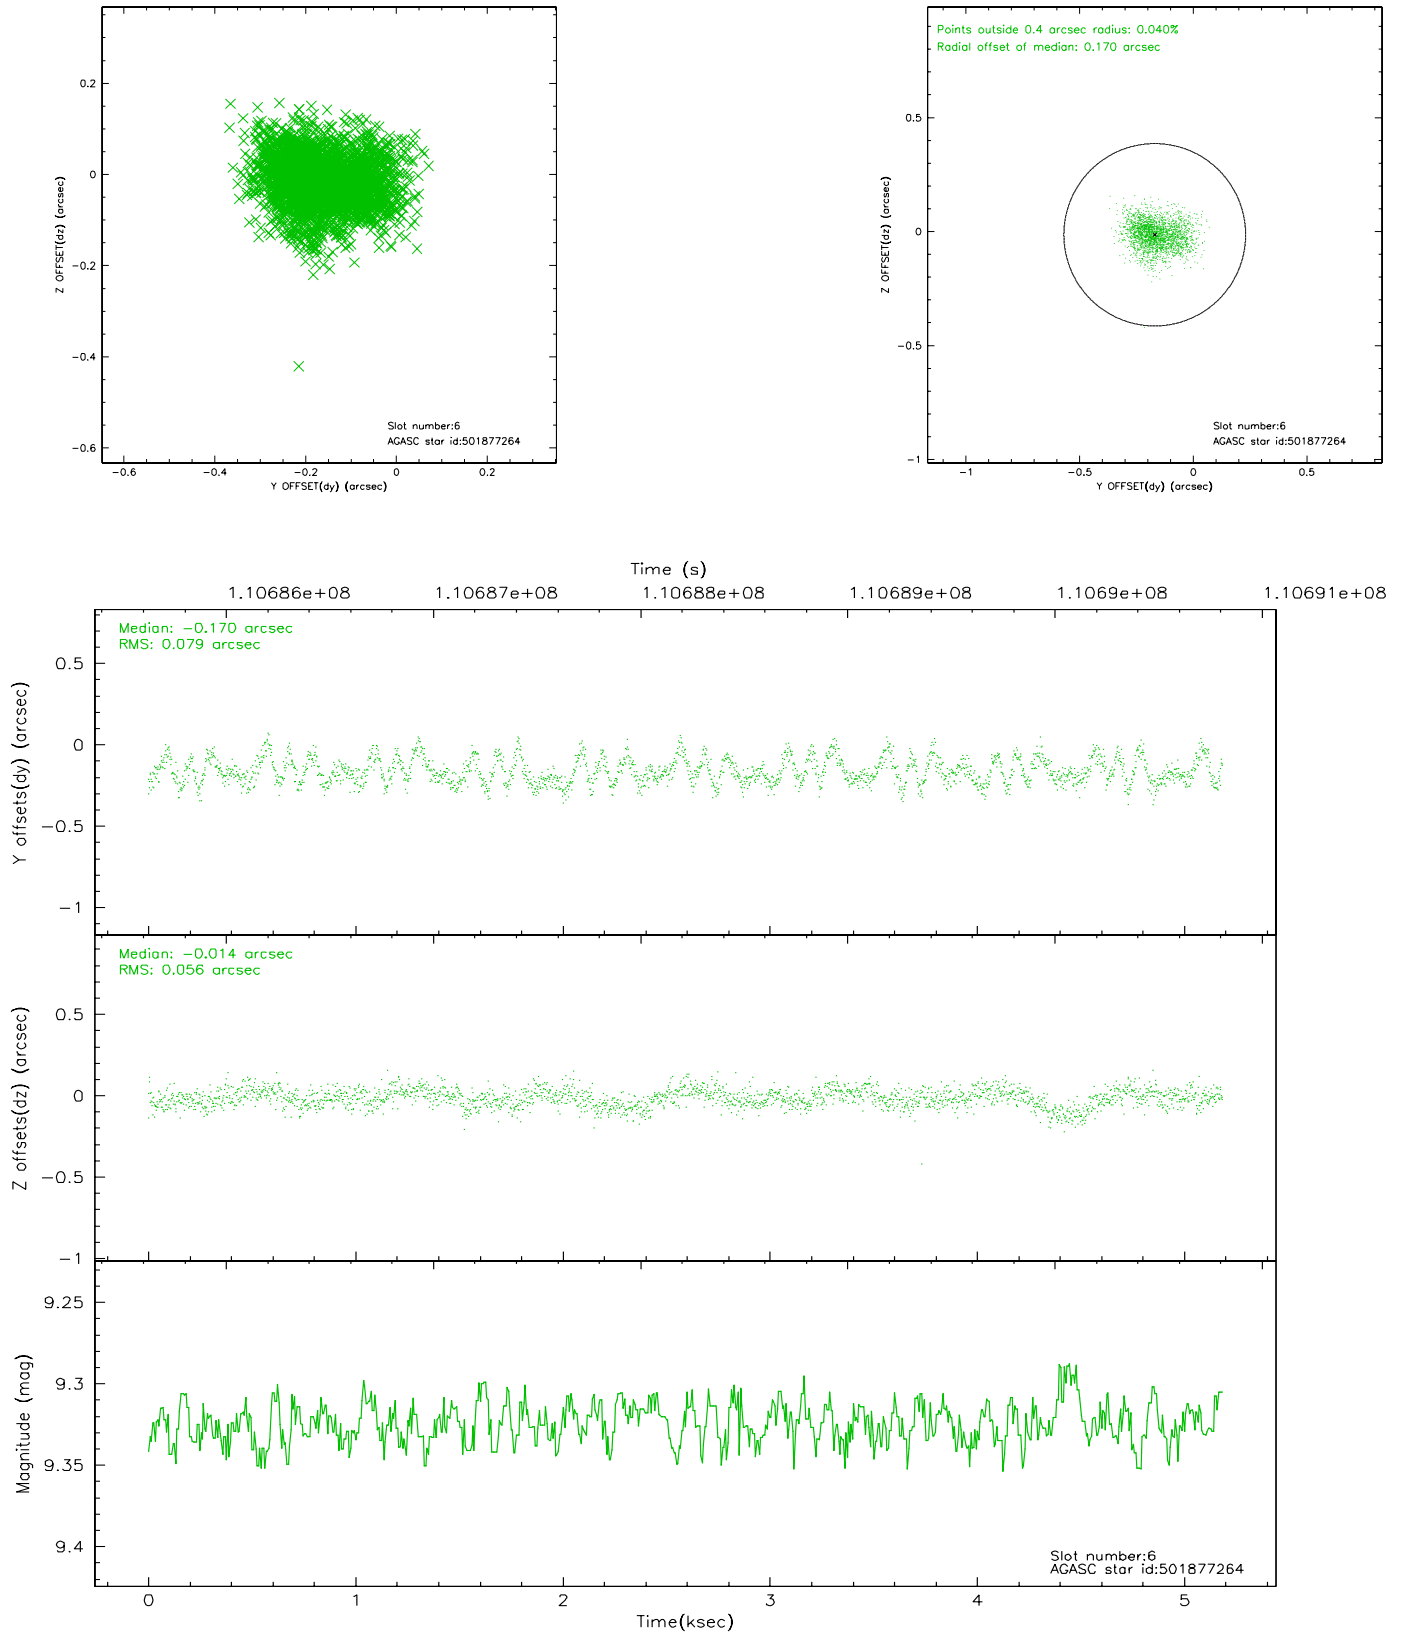 0.2
0
−0.2
−0.4
−0.6
Z OFFSET(dz) (arcsec)
Slot number:6
AGASC star id:501877264
−0.6 −0.4 −0.2 0 0.2
Y OFFSET(dy) (arcsec)
Points outside 0.4 arcsec radius: 0.040%
Radial offset of median: 0.170 arcsec
0.5
0
−0.5
−1
Z OFFSET(dz) (arcsec)
Slot number:6
AGASC star id:501877264
−1 −0.5 0 0.5
Y OFFSET(dy) (arcsec)
Time (s)
1.10686e+08 1.10687e+08 1.10688e+08 1.10689e+08 1.1069e+08 1.10691e+08
Median: −0.170 arcsec
RMS: 0.079 arcsec
0.5
0
−0.5
−1
Y offsets(dy) (arcsec)
Median: −0.014 arcsec
RMS: 0.056 arcsec
0.5
0
−0.5
−1
Z offsets(dz) (arcsec)
9.25
9.3
9.35
9.4
Magnitude (mag)
Slot number:6
AGASC star id:501877264
0 1 2 3 4 5
Time(ksec)